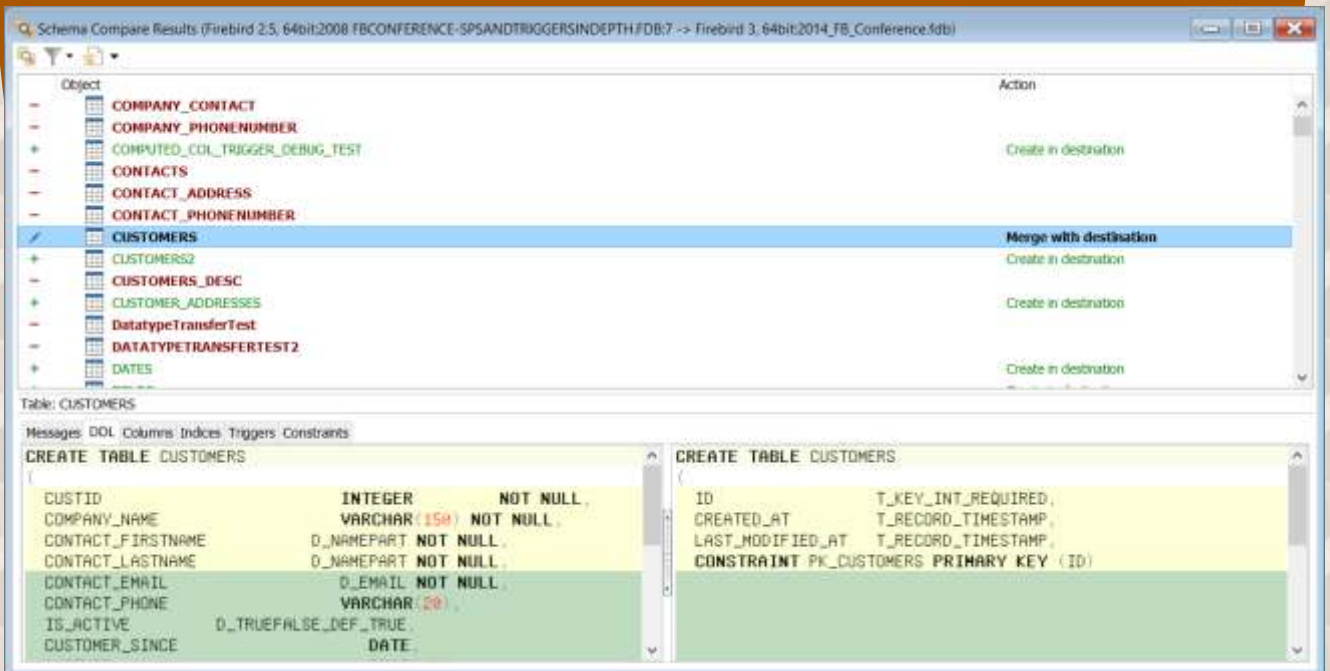 Schema Compare Results (Firebird 2.5, 64bit:2008 FBCONFERENCE-SPSANDTRIGGERSINDEPTH.FDB:7 -> Firebird 3, 64bit:2014_FB_Conference.fdb)
Object Action
COMPANY_CONTACT
COMPANY_PHONENUMBER
COMPUTED_COL_TRIGGER_DEBUG_TEST Create in destination
CONTACTS
CONTACT_ADDRESS
CONTACT_PHONENUMBER
CUSTOMERS Merge with destination
CUSTOMERS2 Create in destination
CUSTOMERS_DESC
CUSTOMER_ADDRESSES Create in destination
DatatypeTransferTest
DATATYPETRANSFERTEST2
DATES Create in destination
Table: CUSTOMERS
Messages DDL Columns Indices Triggers Constraints
CREATE TABLE CUSTOMERS
(
CUSTID INTEGER NOT NULL,
COMPANY_NAME VARCHAR(150) NOT NULL,
CONTACT_FIRSTNAME D_NAMEPART NOT NULL,
CONTACT_LASTNAME D_NAMEPART NOT NULL,
CONTACT_EMAIL D_EMAIL NOT NULL,
CONTACT_PHONE VARCHAR(20),
IS_ACTIVE D_TRUEFALSE_DEF_TRUE,
CUSTOMER_SINCE DATE,
CREATE TABLE CUSTOMERS
(
ID T_KEY_INT_REQUIRED,
CREATED_AT T_RECORD_TIMESTAMP,
LAST_MODIFIED_AT T_RECORD_TIMESTAMP,
CONSTRAINT PK_CUSTOMERS PRIMARY KEY (ID)